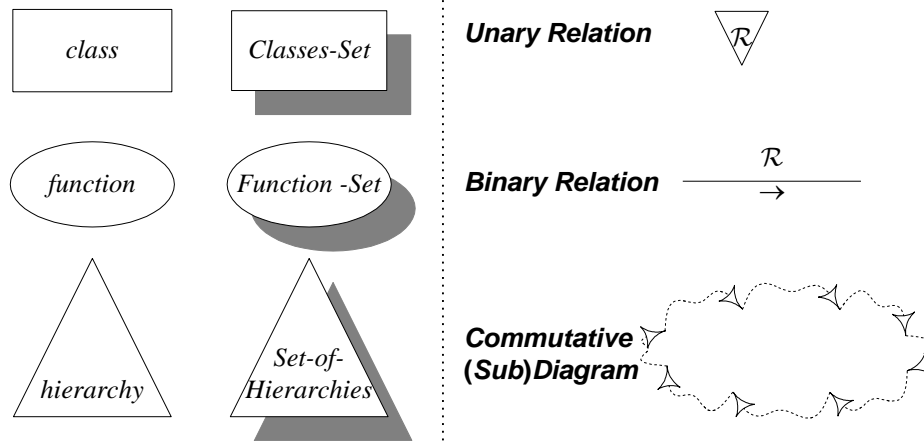 class
Classes-Set
function
Function -Set
hierarchy
Set-of-
Hierarchies
Unary Relation
ℛ
Binary Relation
ℛ
→
Commutative
(Sub)Diagram